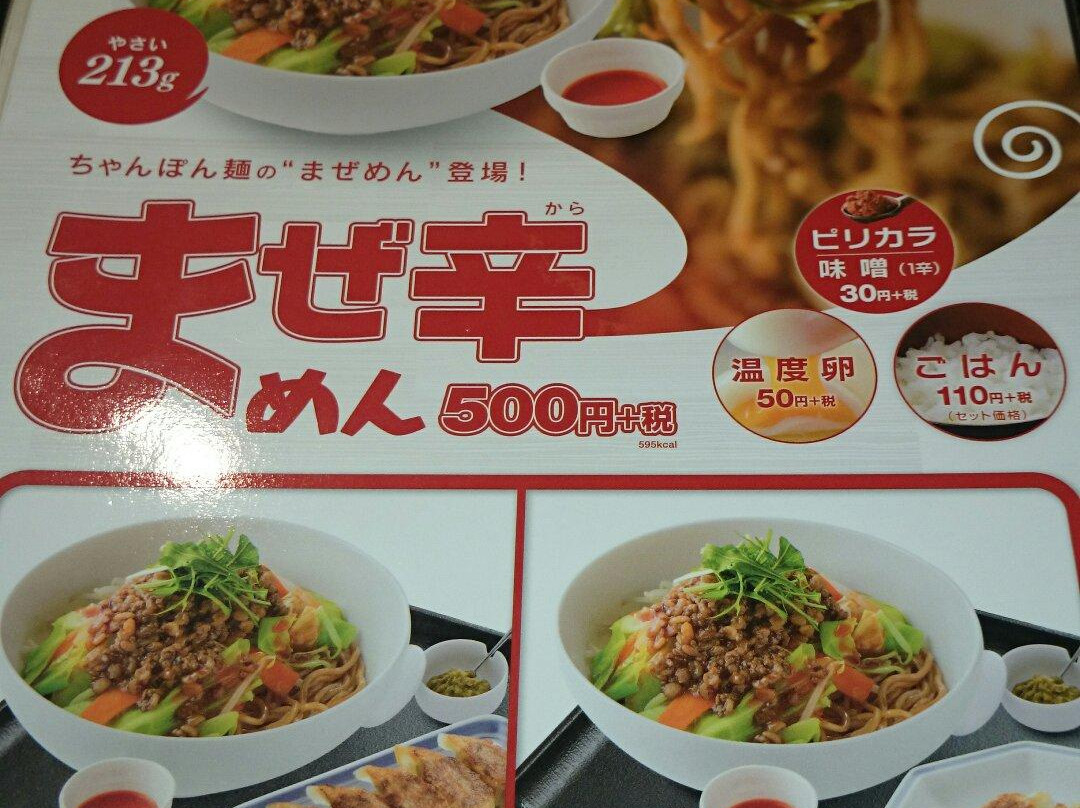 やさい
213g
ちゃんぽん麺の“まぜめん”登場!
から
まぜ辛
めん 500円+税
595kcal
ピリカラ
味噌(1辛)
30円+税
温度卵
50円+税
ごはん
110円+税
(セット価格)